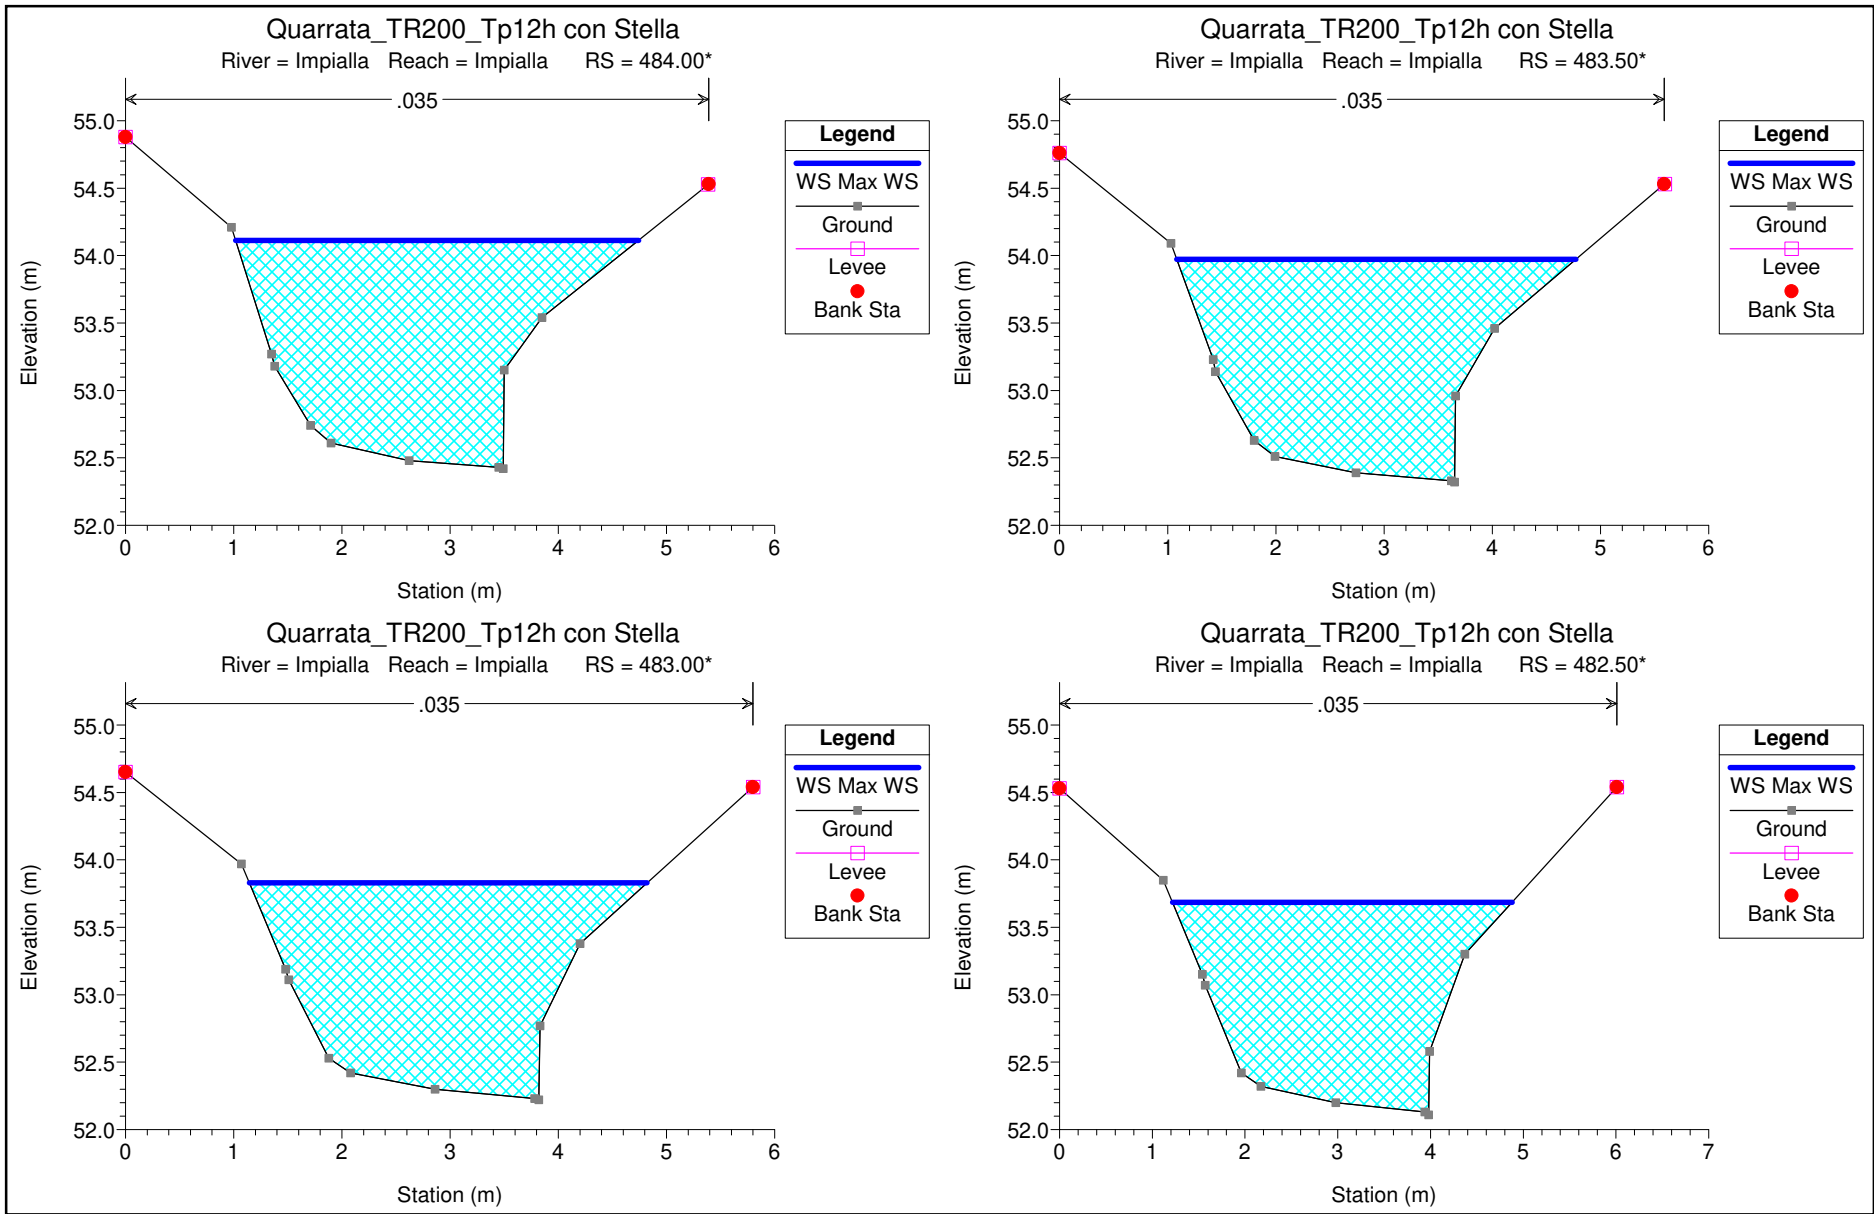 Quarrata_TR200_Tp12h con Stella
River = Impialla Reach = Impialla RS = 484.00*
.035
55.0
54.5
54.0
53.5
53.0
52.5
52.0
Elevation (m)
0 1 2 3 4 5 6
Station (m)
Legend
WS Max WS
Ground
Levee
Bank Sta
Quarrata_TR200_Tp12h con Stella
River = Impialla Reach = Impialla RS = 483.50*
.035
55.0
54.5
54.0
53.5
53.0
52.5
52.0
Elevation (m)
0 1 2 3 4 5 6
Station (m)
Legend
WS Max WS
Ground
Levee
Bank Sta
Quarrata_TR200_Tp12h con Stella
River = Impialla Reach = Impialla RS = 483.00*
.035
55.0
54.5
54.0
53.5
53.0
52.5
52.0
Elevation (m)
0 1 2 3 4 5 6
Station (m)
Legend
WS Max WS
Ground
Levee
Bank Sta
Quarrata_TR200_Tp12h con Stella
River = Impialla Reach = Impialla RS = 482.50*
.035
55.0
54.5
54.0
53.5
53.0
52.5
52.0
Elevation (m)
0 1 2 3 4 5 6 7
Station (m)
Legend
WS Max WS
Ground
Levee
Bank Sta